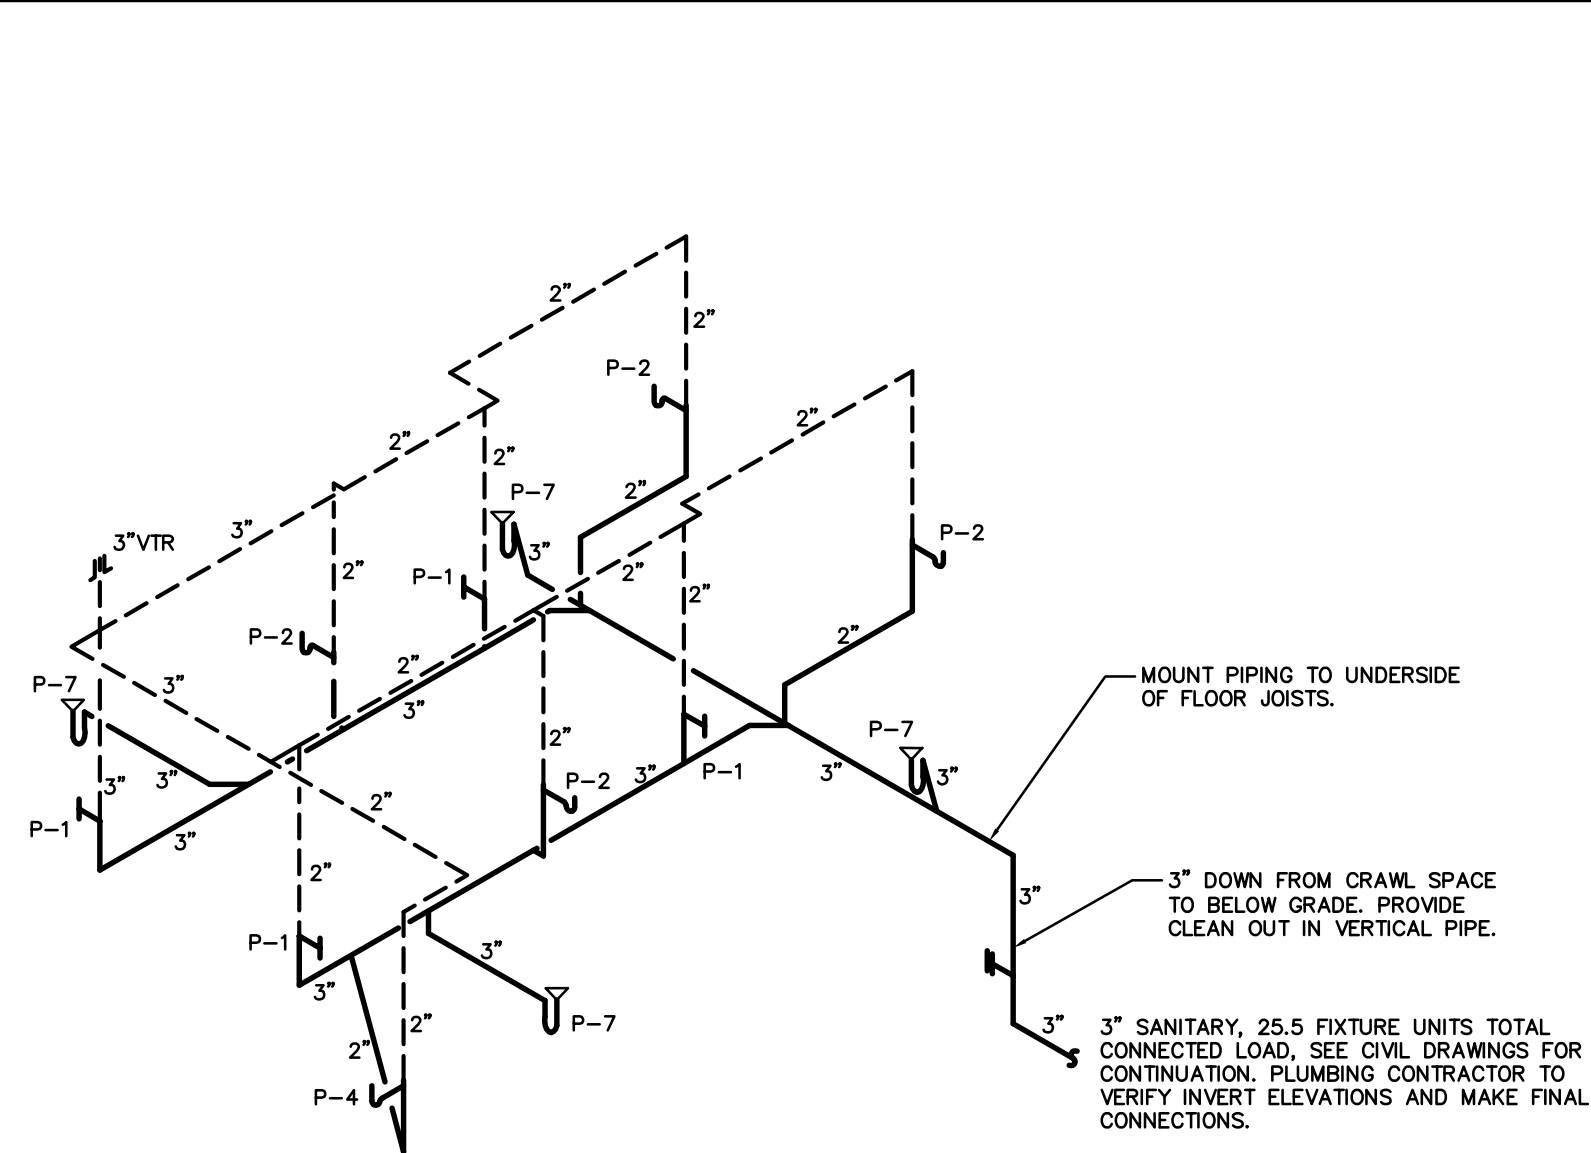 2”
2”
P-2
2”
2”
2”
P-7
2”
3”
P-2
3”VTR
3”
2”
2”
P-1
2”
P-2
2”
2”
P-7
3”
3”
MOUNT PIPING TO UNDERSIDE
OF FLOOR JOISTS.
P-7
2”
3”
3”
3”
P-2
3”
P-1
3”
3”
2”
P-1
3”
2”
3” DOWN FROM CRAWL SPACE
TO BELOW GRADE. PROVIDE
CLEAN OUT IN VERTICAL PIPE.
3”
P-1
3”
3”
2”
P-7
2”
P-4
3”
3” SANITARY, 25.5 FIXTURE UNITS TOTAL
CONNECTED LOAD, SEE CIVIL DRAWINGS FOR
CONTINUATION. PLUMBING CONTRACTOR TO
VERIFY INVERT ELEVATIONS AND MAKE FINAL
CONNECTIONS.